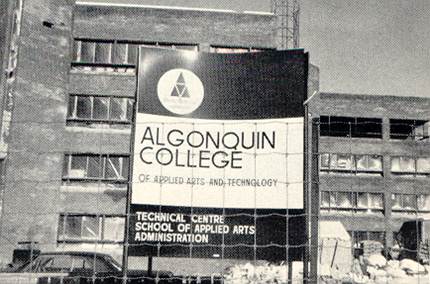 ALGONQUIN
COLLEGE
OF APPLIED ARTS AND TECHNOLOGY
TECHNICAL CENTRE
SCHOOL OF APPLIED ARTS
ADMINISTRATION